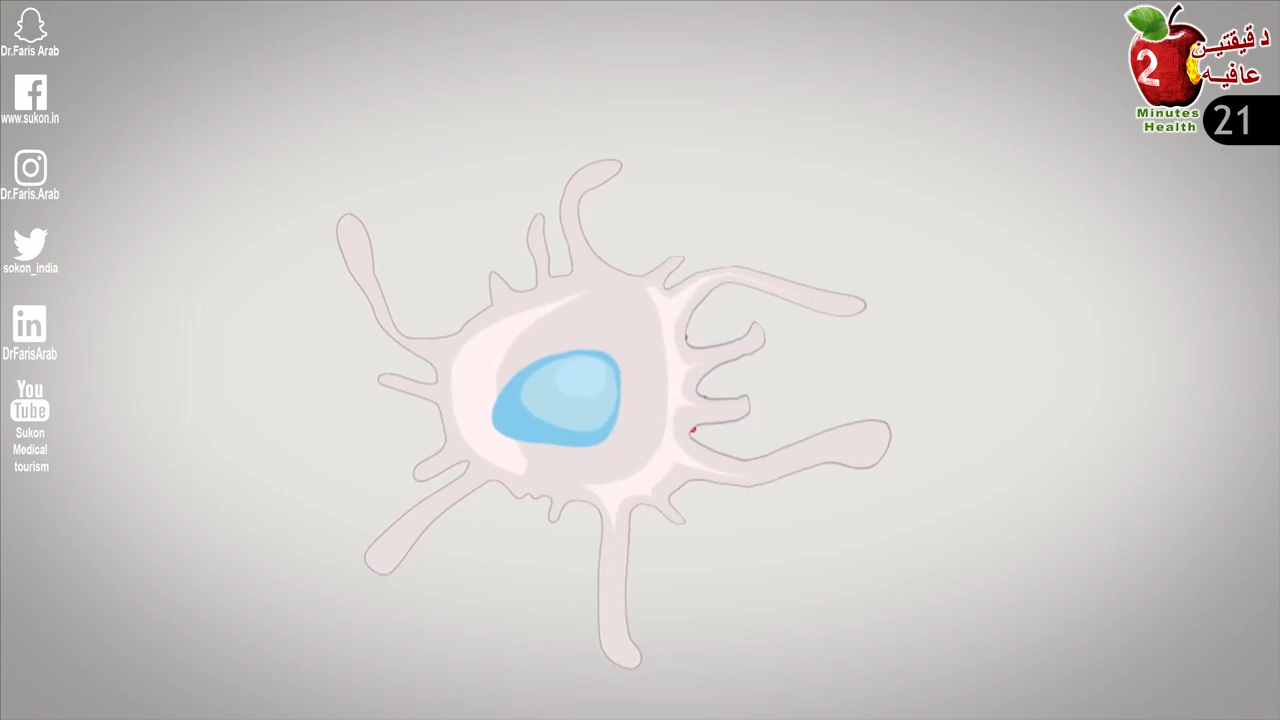 Dr.Faris Arab
www.sukon.in
Dr.Faris.Arab
sokon_india
in
DrFarisArab
You
Tube
Sukon
Medical
tourism
دقيقتين
عافيه
2
Minutes
Health
21